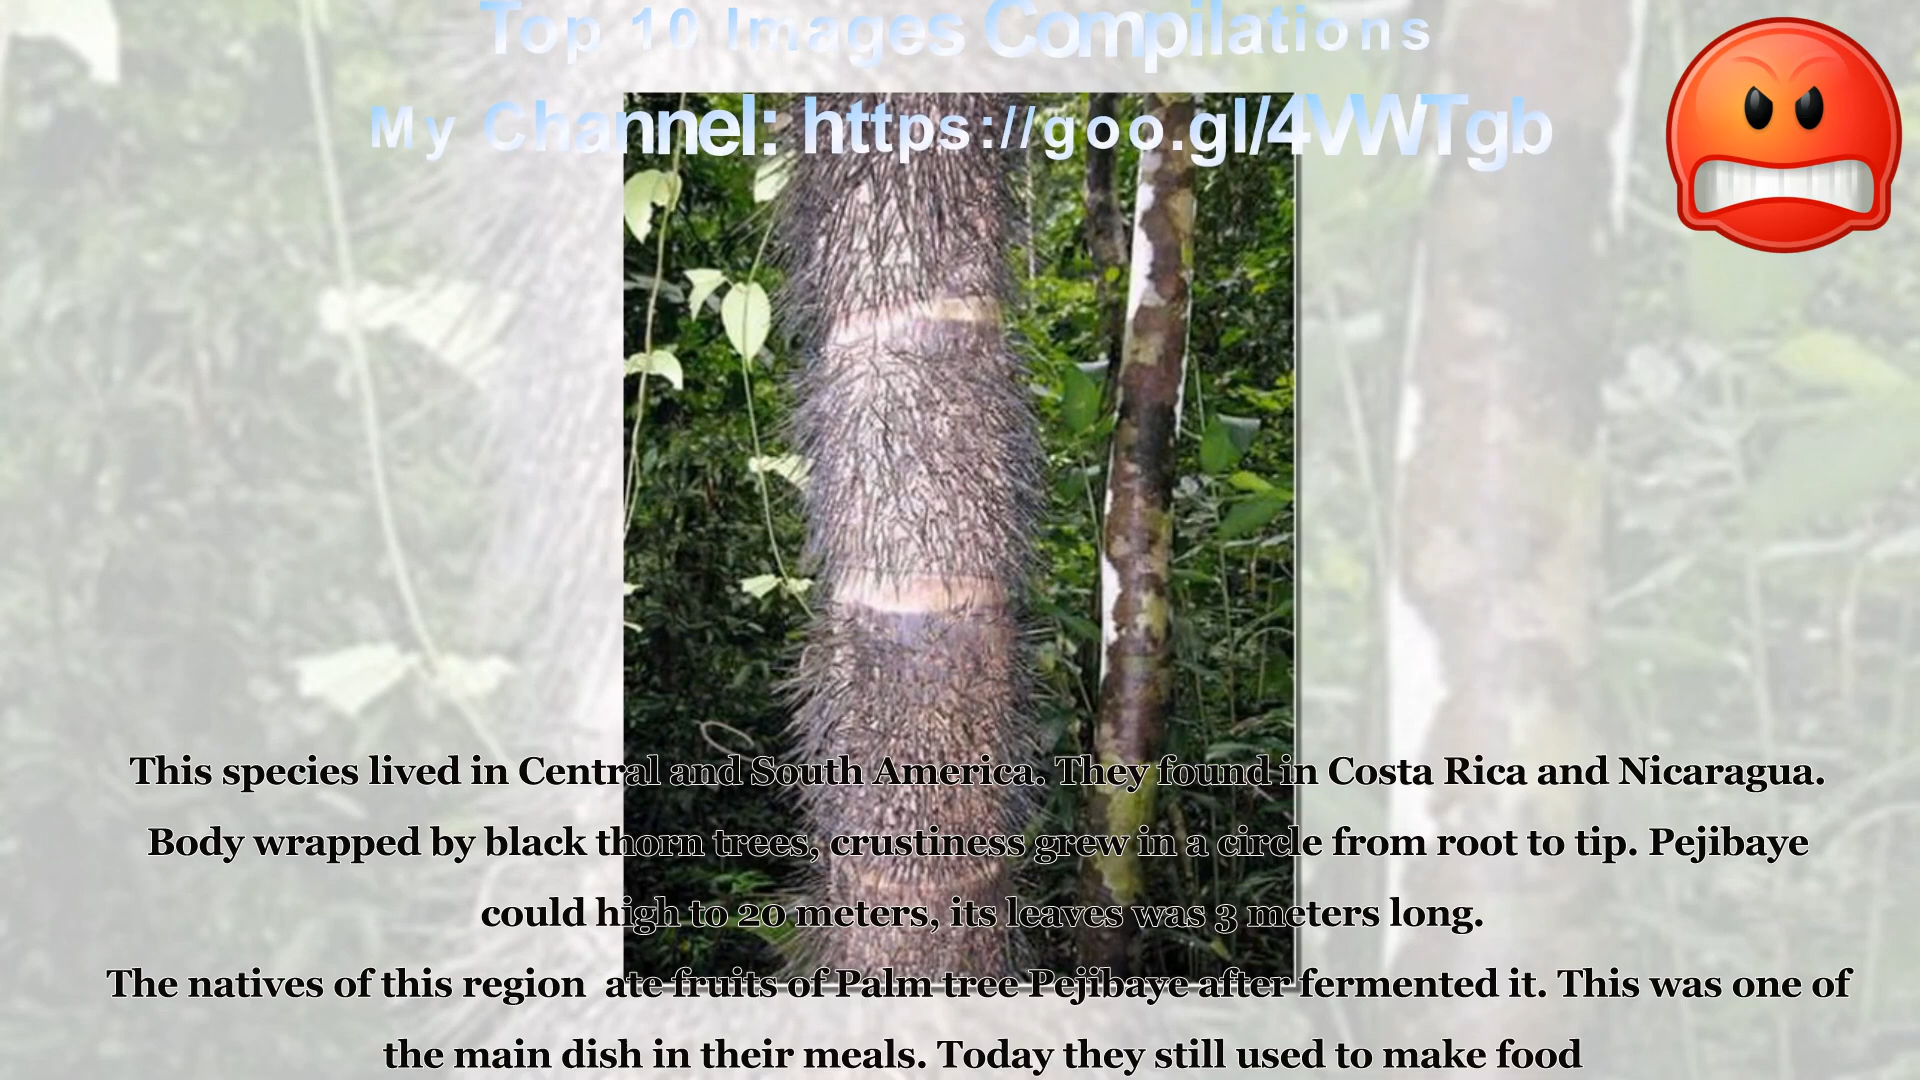 Top 10 Images Compilations
My Channel: https://goo.gl/4VWTgb
This species lived in Central and South America. They found in Costa Rica and Nicaragua.
Body wrapped by black thorn trees, crustiness grew in a circle from root to tip. Pejibaye
could high to 20 meters, its leaves was 3 meters long.
The natives of this region  ate fruits of Palm tree Pejibaye after fermented it. This was one of
the main dish in their meals. Today they still used to make food